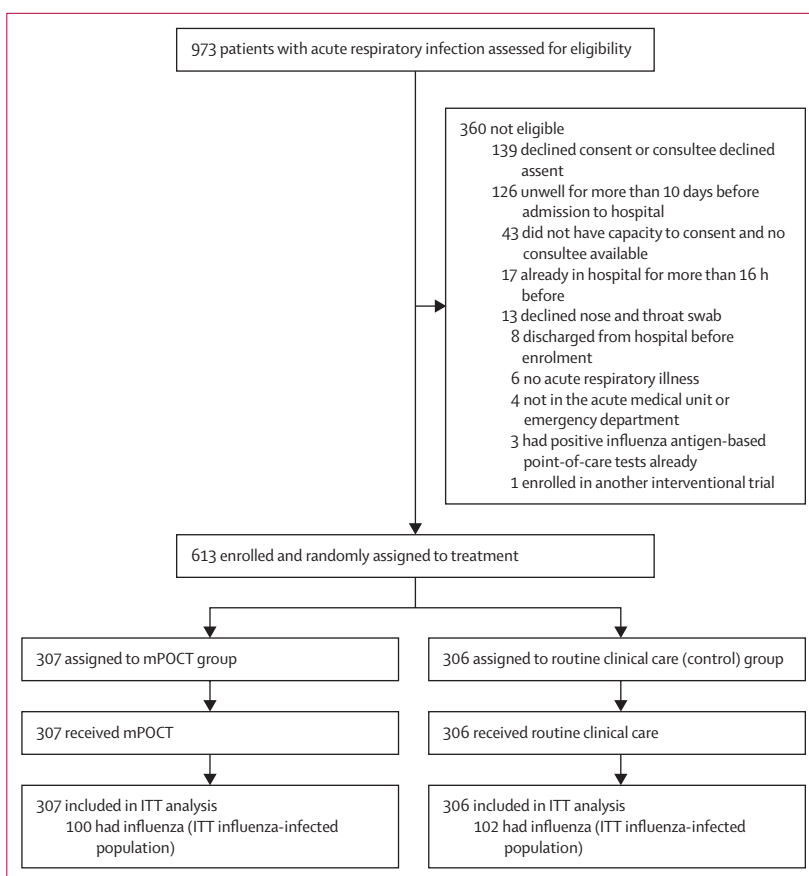 973 patients with acute respiratory infection assessed for eligibility
360 not eligible
139 declined consent or consultee declined
assent
126 unwell for more than 10 days before
admission to hospital
43 did not have capacity to consent and no
consultee available
17 already in hospital for more than 16 h
before
13 declined nose and throat swab
8 discharged from hospital before
enrolment
6 no acute respiratory illness
4 not in the acute medical unit or
emergency department
3 had positive influenza antigen-based
point-of-care tests already
1 enrolled in another interventional trial
613 enrolled and randomly assigned to treatment
307 assigned to mPOCT group
306 assigned to routine clinical care (control) group
307 received mPOCT
306 received routine clinical care
307 included in ITT analysis
100 had influenza (ITT influenza-infected
population)
306 included in ITT analysis
102 had influenza (ITT influenza-infected
population)